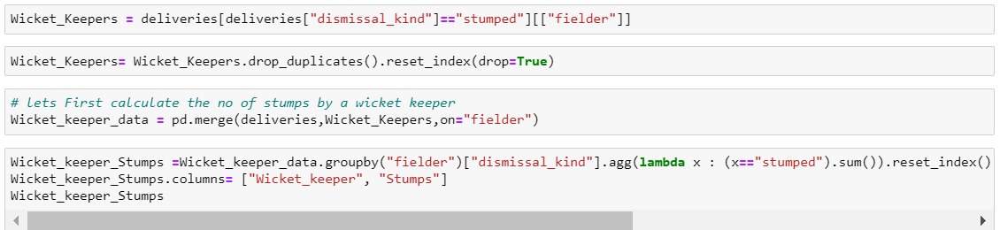 Wicket_Keepers = deliveries[deliveries["dismissal_kind"]=="stumped"][["fielder"]]
Wicket_Keepers= Wicket_Keepers.drop_duplicates().reset_index(drop=True)
# lets First calculate the no of stumps by a wicket keeper
Wicket_keeper_data = pd.merge(deliveries,Wicket_Keepers,on="fielder")
Wicket_keeper_Stumps =Wicket_keeper_data.groupby("fielder")["dismissal_kind"].agg(lambda x : (x=="stumped").sum()).reset_index()
Wicket_keeper_Stumps.columns= ["Wicket_keeper", "Stumps"]
Wicket_keeper_Stumps